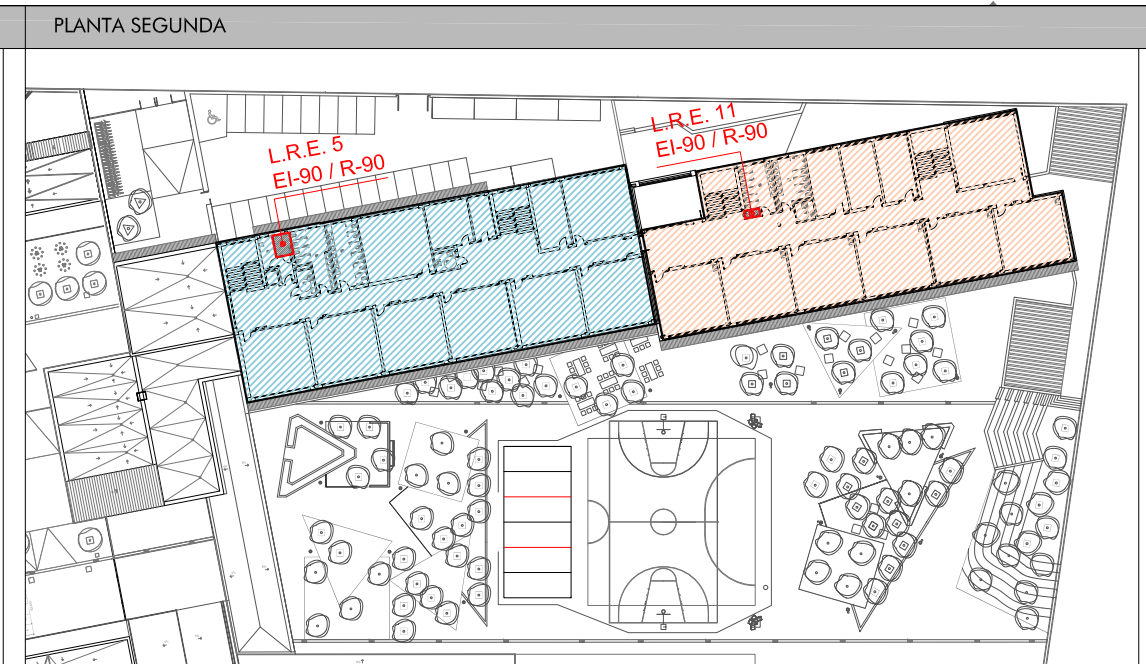 PLANTA SEGUNDA
L.R.E. 5
EI-90 / R-90
L.R.E. 11
EI-90 / R-90